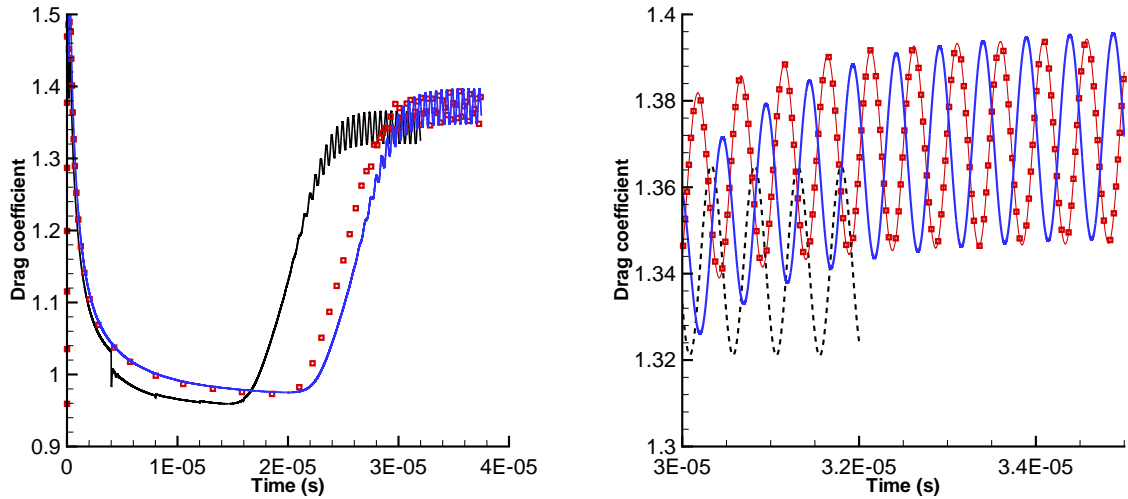 1.5
1.4
1.3
1.2
1.1
1
0.9
Drag coefficient
0
1E-05
2E-05
3E-05
4E-05
Time (s)
1.4
1.38
1.36
1.34
1.32
1.3
Drag coefficient
3E-05
3.2E-05
3.4E-05
Time (s)